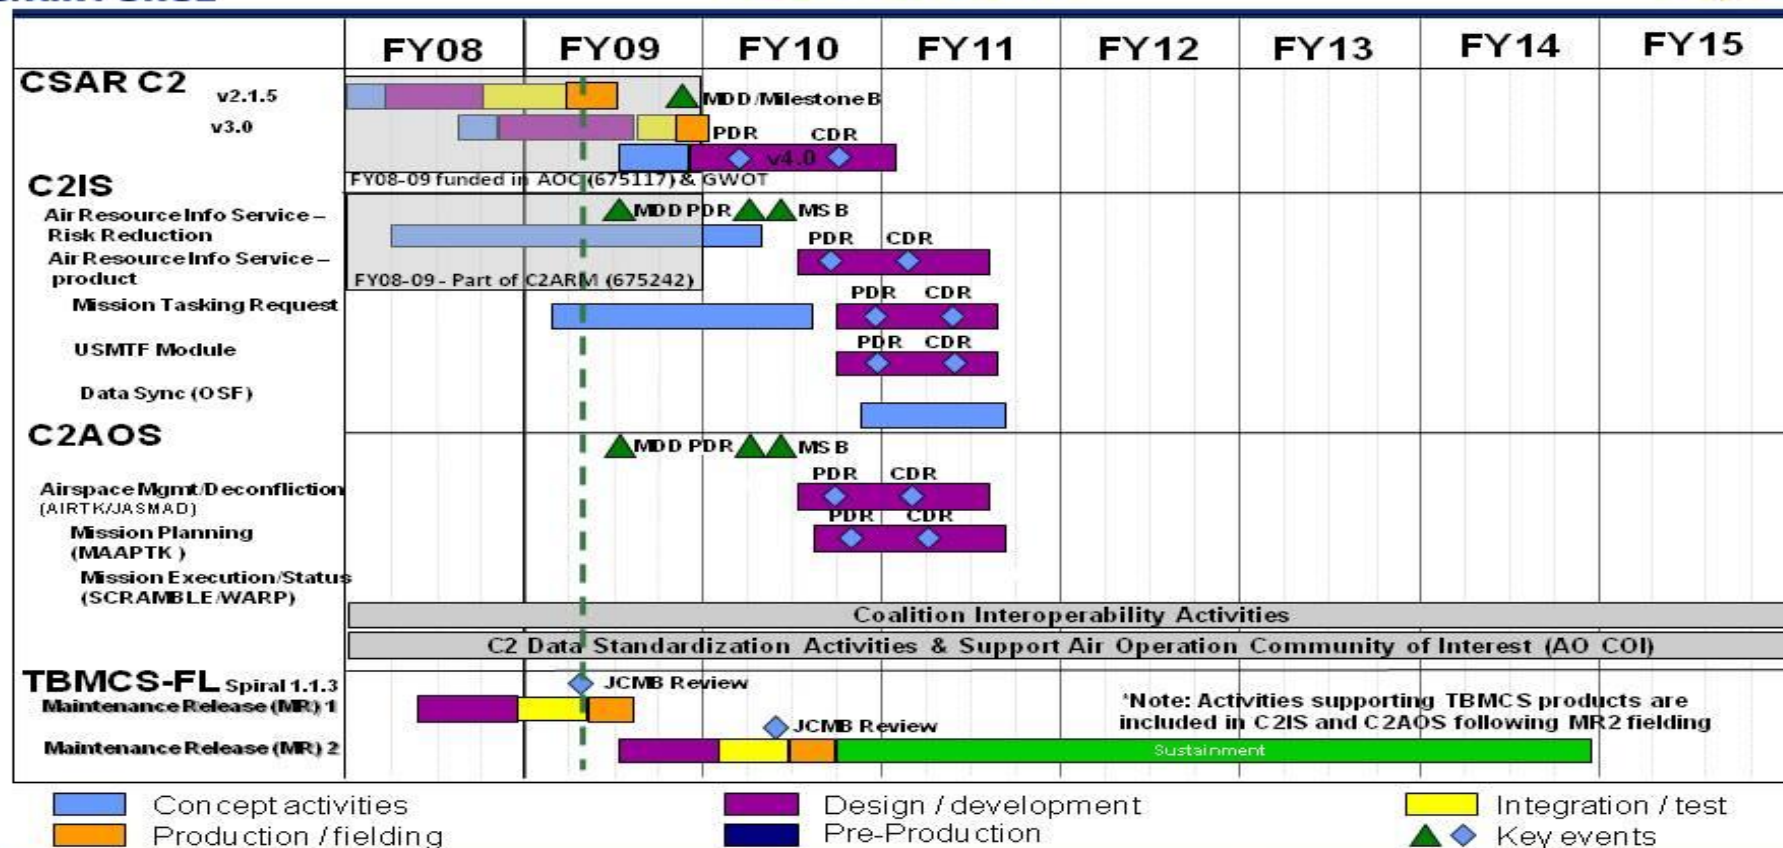 FY08 FY09 FY10 FY11 FY12 FY13 FY14 FY15
CSAR C2
v2.1.5
MDD/Milestone B
v3.0
PDR CDR
v4.0
FY08-09 funded in AOC (675117) & GWOT
C2IS
Air Resource Info Service –
Risk Reduction
MDD PDR MS B
Air Resource Info Service –
product
PDR CDR
FY08-09 - Part of C2ARM (675242)
Mission Tasking Request
PDR CDR
USMTF Module
PDR CDR
Data Sync (OSF)
C2AOS
MDD PDR MS B
Airspace Mgmt/Deconfliction
(AIRTK/JASMAD)
PDR CDR
Mission Planning
(MAAPTK )
PDR CDR
Mission Execution/Status
(SCRAMBLE/WARP)
Coalition Interoperability Activities
C2 Data Standardization Activities & Support Air Operation Community of Interest (AO COI)
TBMCS-FL Spiral 1.1.3
JCMB Review
Maintenance Release (MR) 1
*Note: Activities supporting TBMCS products are
included in C2IS and C2AOS following MR2 fielding
JCMB Review
Maintenance Release (MR) 2
Sustainment
Concept activities
Design / development
Integration / test
Production / fielding
Pre-Production
Key events